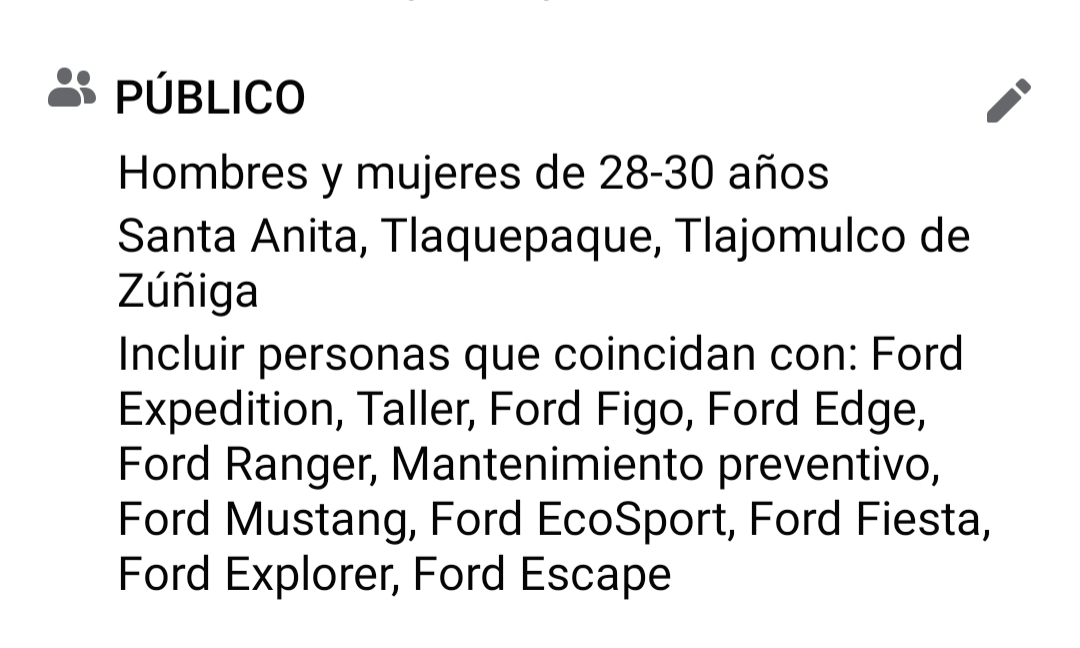 PÚBLICO
Hombres y mujeres de 28-30 años
Santa Anita, Tlaquepaque, Tlajomulco de
Zúñiga
Incluir personas que coincidan con: Ford
Expedition, Taller, Ford Figo, Ford Edge,
Ford Ranger, Mantenimiento preventivo,
Ford Mustang, Ford EcoSport, Ford Fiesta,
Ford Explorer, Ford Escape